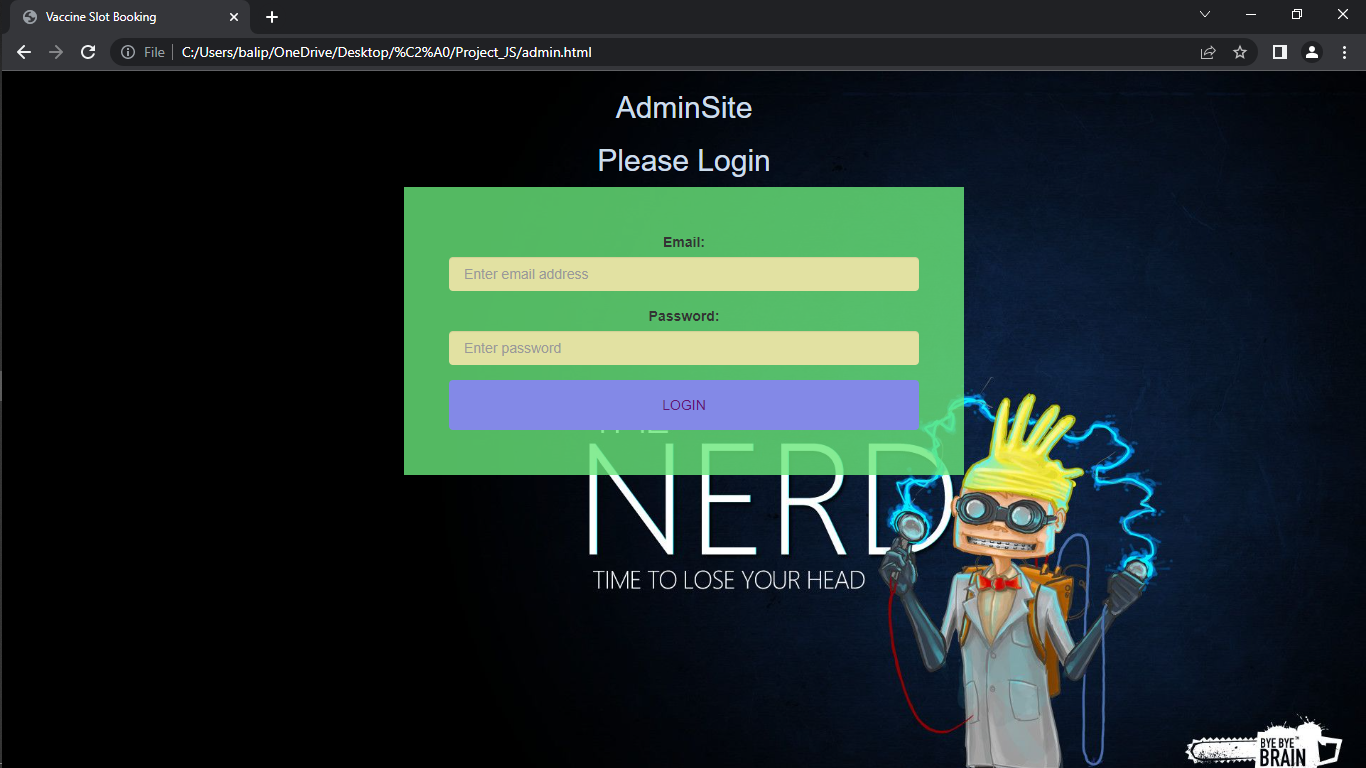 Vaccine Slot Booking
File
C:/Users/balip/OneDrive/Desktop/%C2%A0/Project_JS/admin.html
AdminSite
Please Login
Email:
Enter email address
Password:
Enter password
LOGIN
THE
NERD
TIME TO LOSE YOUR HEAD
BYE BYE
BRAIN